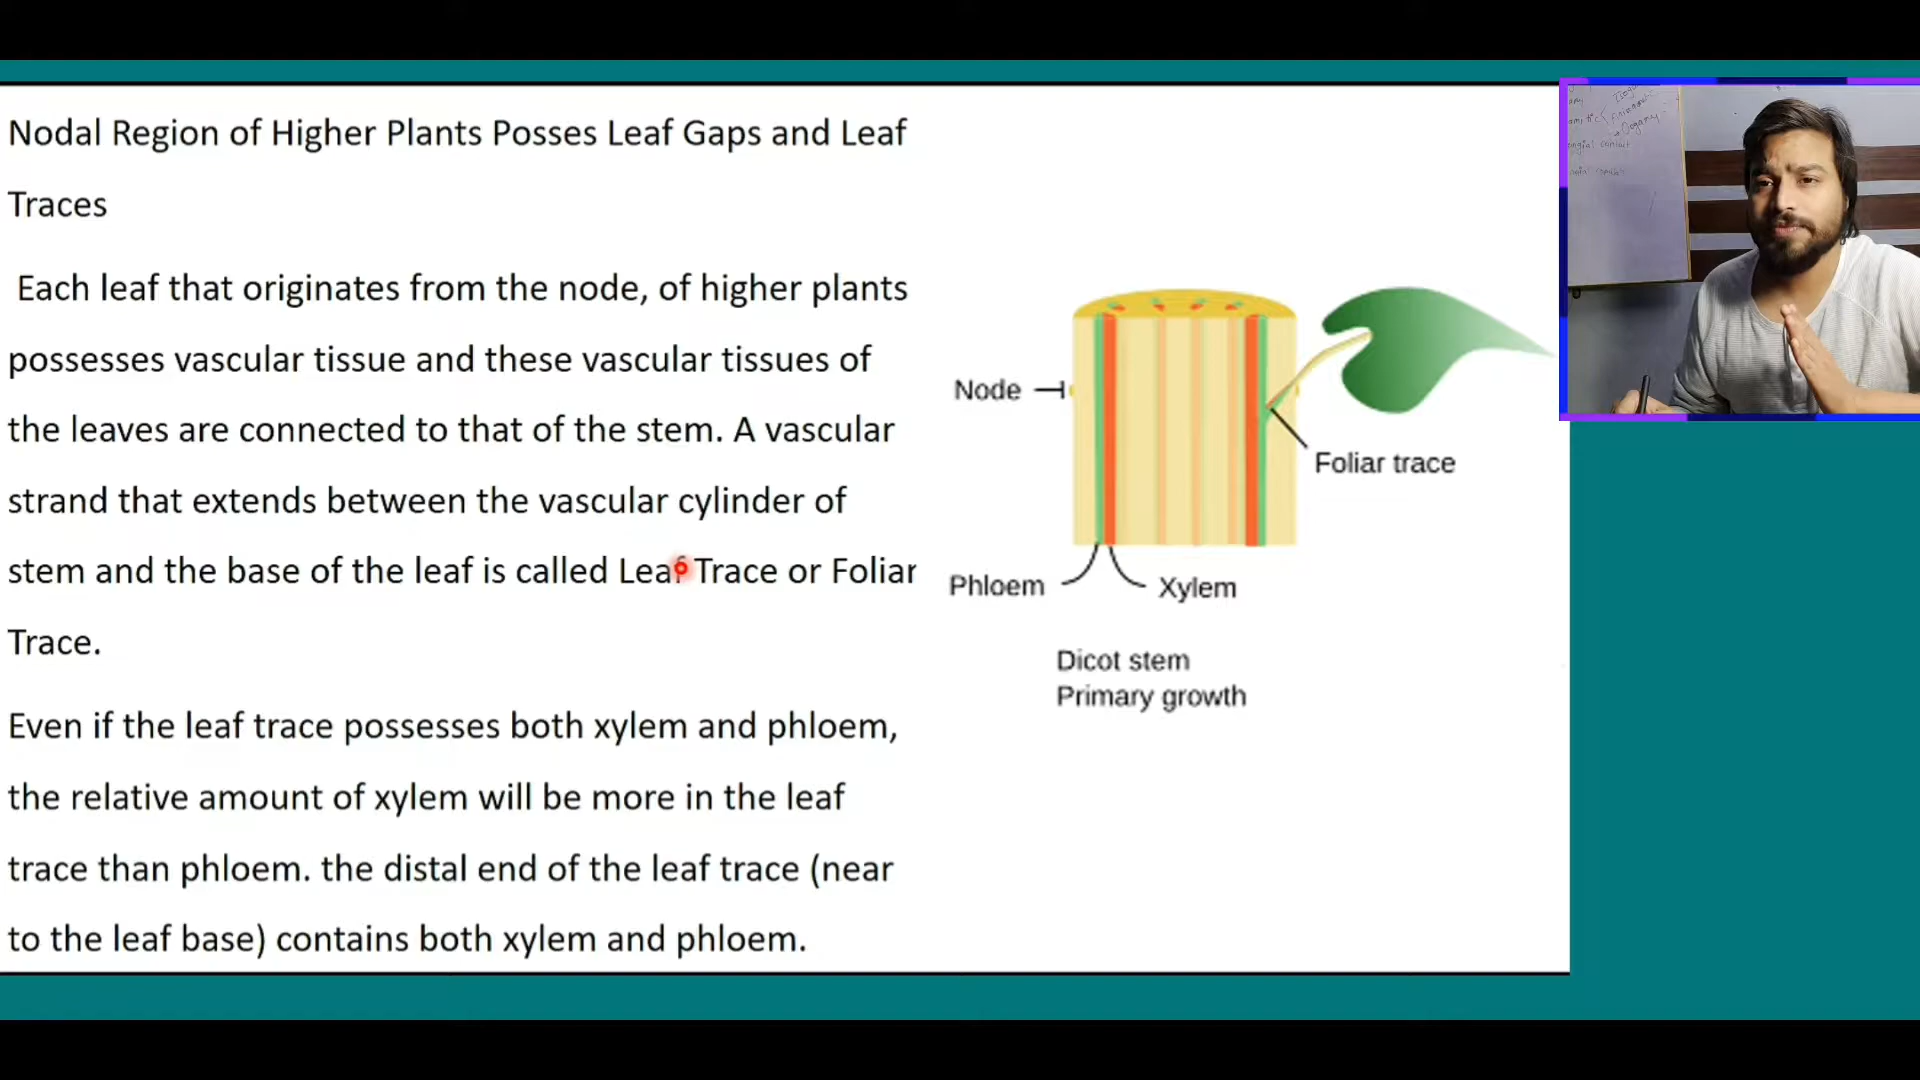 Nodal Region of Higher Plants Posses Leaf Gaps and Leaf
Traces
Each leaf that originates from the node, of higher plants
possesses vascular tissue and these vascular tissues of
the leaves are connected to that of the stem. A vascular
strand that extends between the vascular cylinder of
stem and the base of the leaf is called Leaf Trace or Foliar
Trace.
Even if the leaf trace possesses both xylem and phloem,
the relative amount of xylem will be more in the leaf
trace than phloem. the distal end of the leaf trace (near
to the leaf base) contains both xylem and phloem.
Node
Foliar trace
Phloem
Xylem
Dicot stem
Primary growth
Oogamy
contact